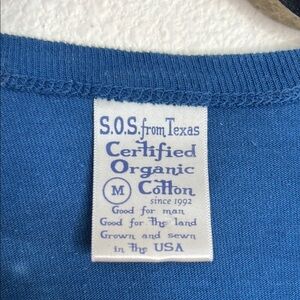 S.O.S. from Texas
Certified
Organic
M Cotton
since 1992
Good for man
Good for the land
Grown and sewn
in the USA